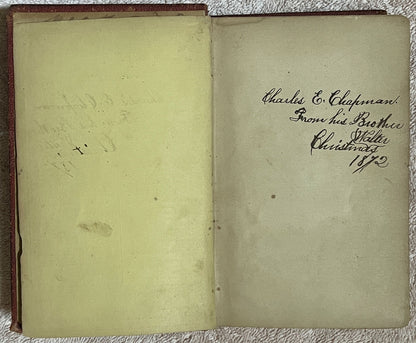 Charles E. Chapman.
From his Brother
Walter
Christmas
1872